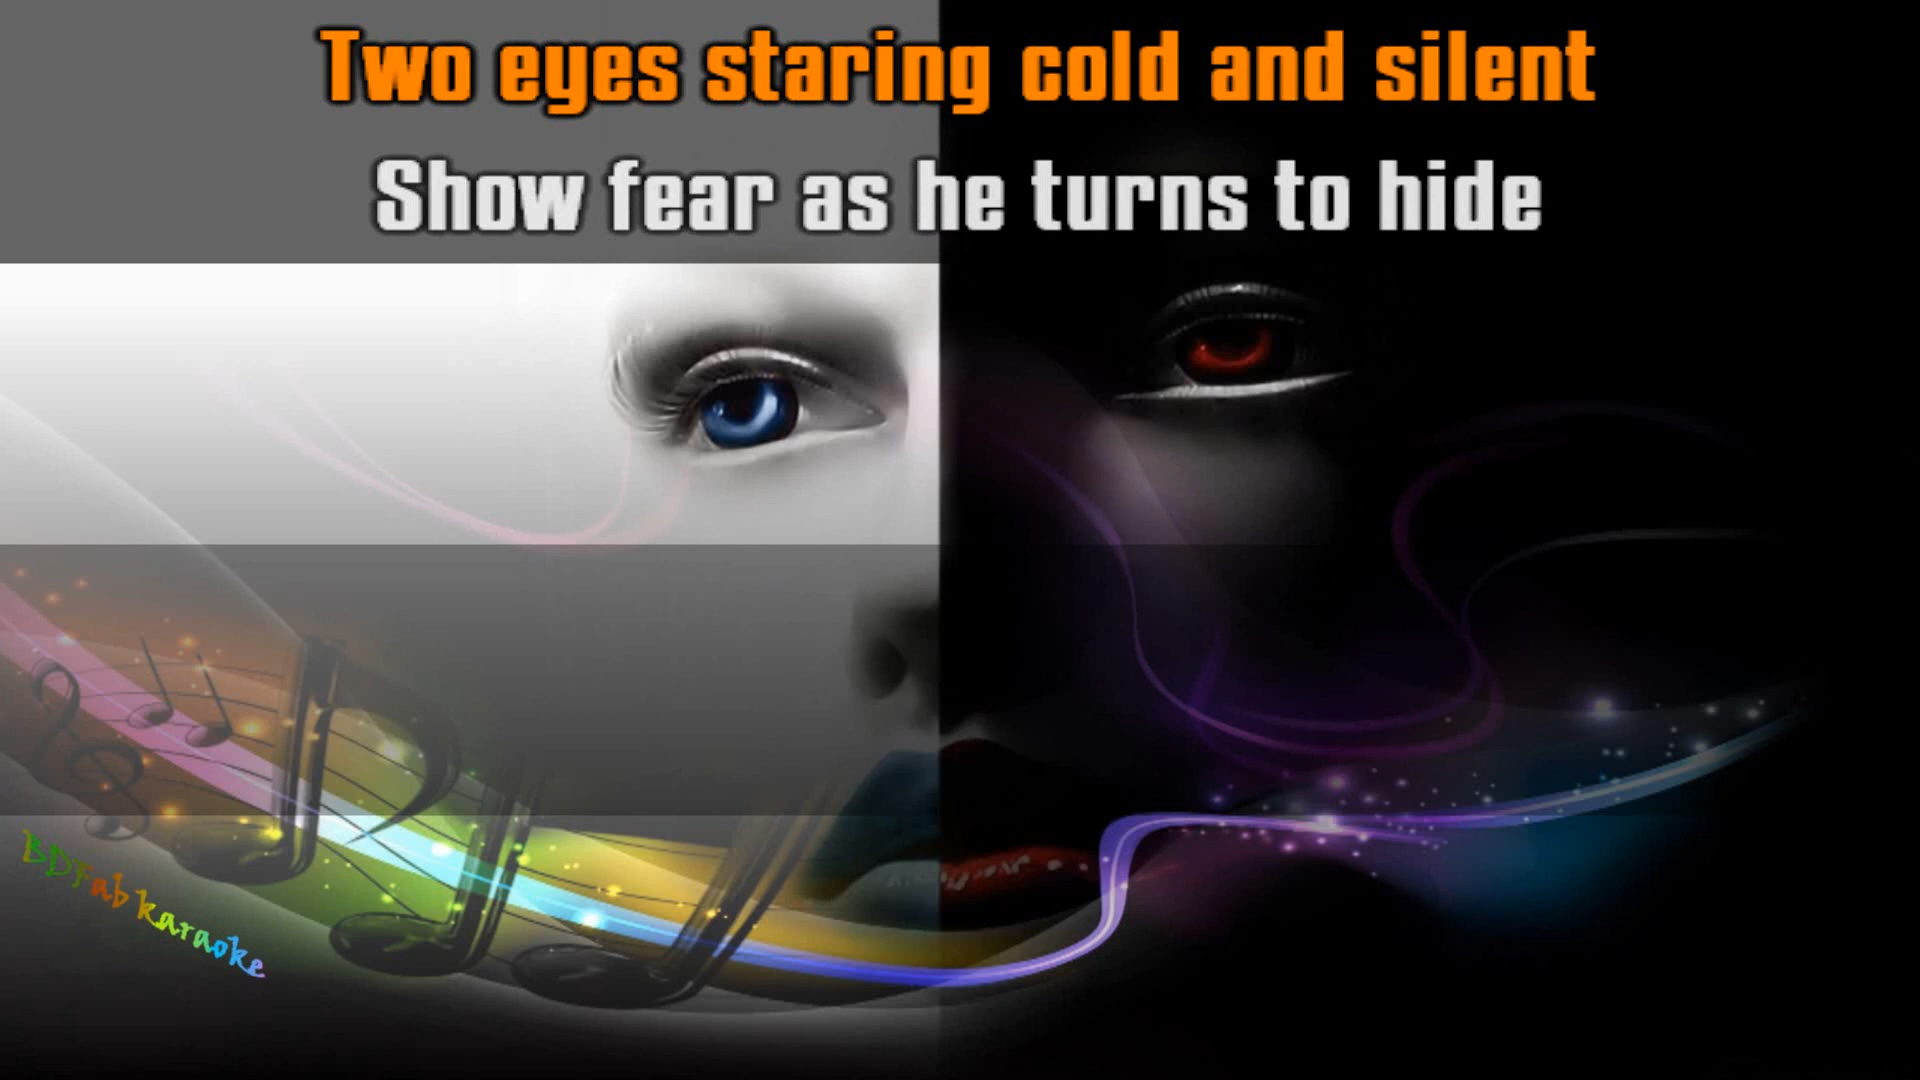 Two eyes staring cold and silent
Show fear as he turns to hide
BDFab karaoke